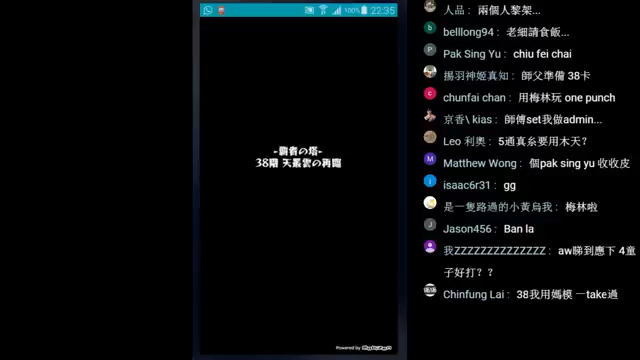 100% 22:35
-霸者の塔-
38期 天叢雲の再臨
Powered by
人品 : 兩個人黎架...
belllong94 : 老細請食飯...
Pak Sing Yu : chiu fei chai
揚羽神姬真知 : 師父準備 38卡
chunfai chan : 用梅林玩 one punch
京香\ kias : 師傅set我做admin...
Leo 利奧 : 5通真糸要用木天?
Matthew Wong : 個pak sing yu 收收皮
isaac6r31 : gg
是一隻路過的小黃烏我 : 梅林啦
Jason456 : Ban la
我ZZZZZZZZZZZZZZ : aw睇到應下 4童
子好打? ?
Chinfung Lai : 38我用媽模 一take過